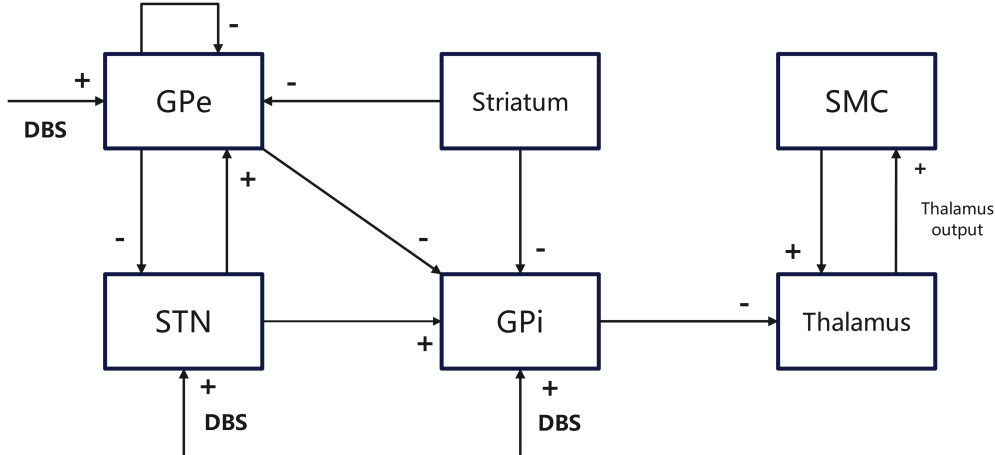 -
+
GPe
-
Striatum
SMC
DBS
+
+
Thalamus
output
-
-
-
+
STN
GPi
-
Thalamus
+
+
DBS
+
DBS